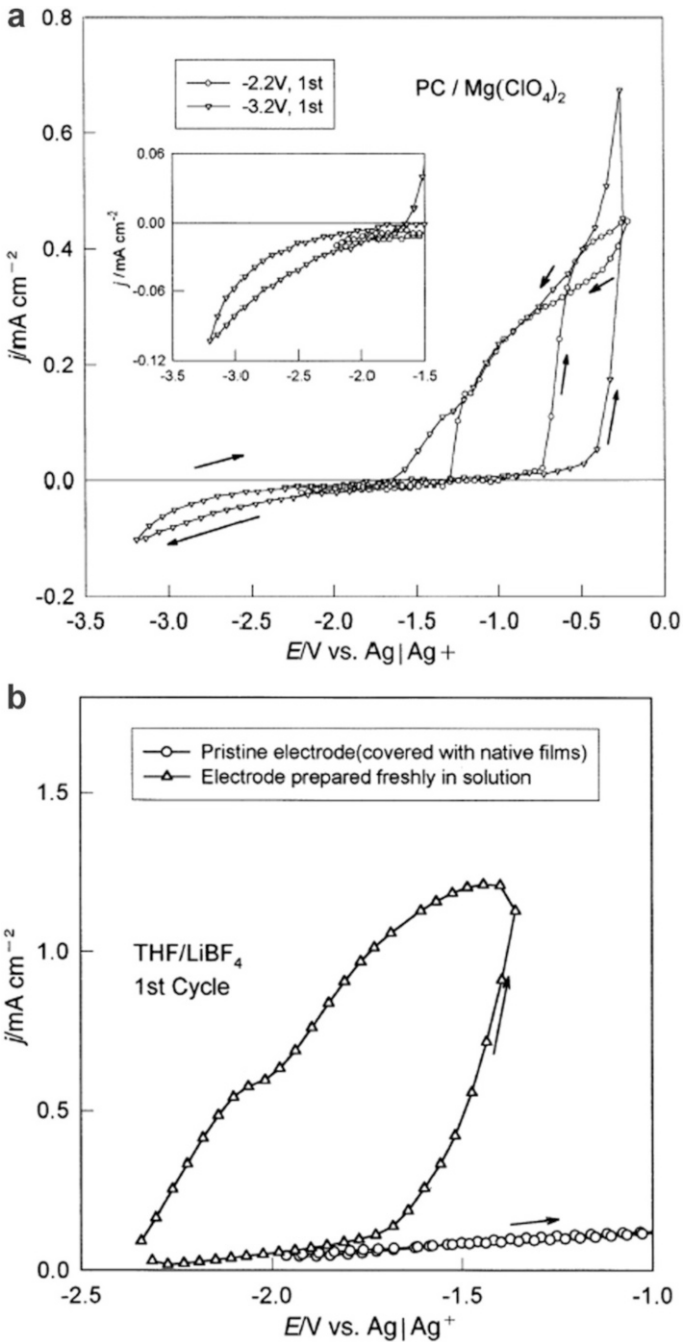 a
0.8
-2.2V, 1st
-3.2V, 1st
PC / Mg(ClO₄)₂
0.6
0.06
0.00
-0.06
-0.12
j/mA cm⁻²
-3.5 -3.0 -2.5 -2.0 -1.5
0.4
j/mA cm⁻²
0.2
0.0
-0.2
-3.5 -3.0 -2.5 -2.0 -1.5 -1.0 -0.5 0.0
E/V vs. Ag|Ag+
b
Pristine electrode(covered with native films)
Electrode prepared freshly in solution
1.5
THF/LiBF₄
1st Cycle
1.0
j/mA cm⁻²
0.5
0.0
-2.5 -2.0 -1.5 -1.0
E/V vs. Ag|Ag⁺